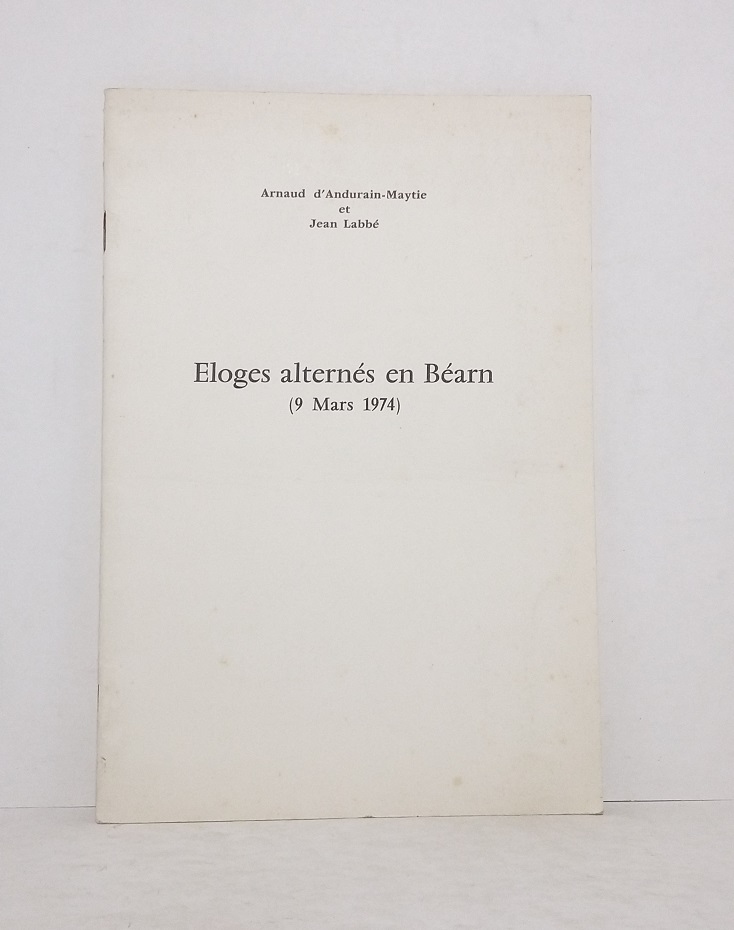 Arnaud d'Andurain-Maytie
et
Jean Labbé
Eloges alternés en Béarn
(9 Mars 1974)